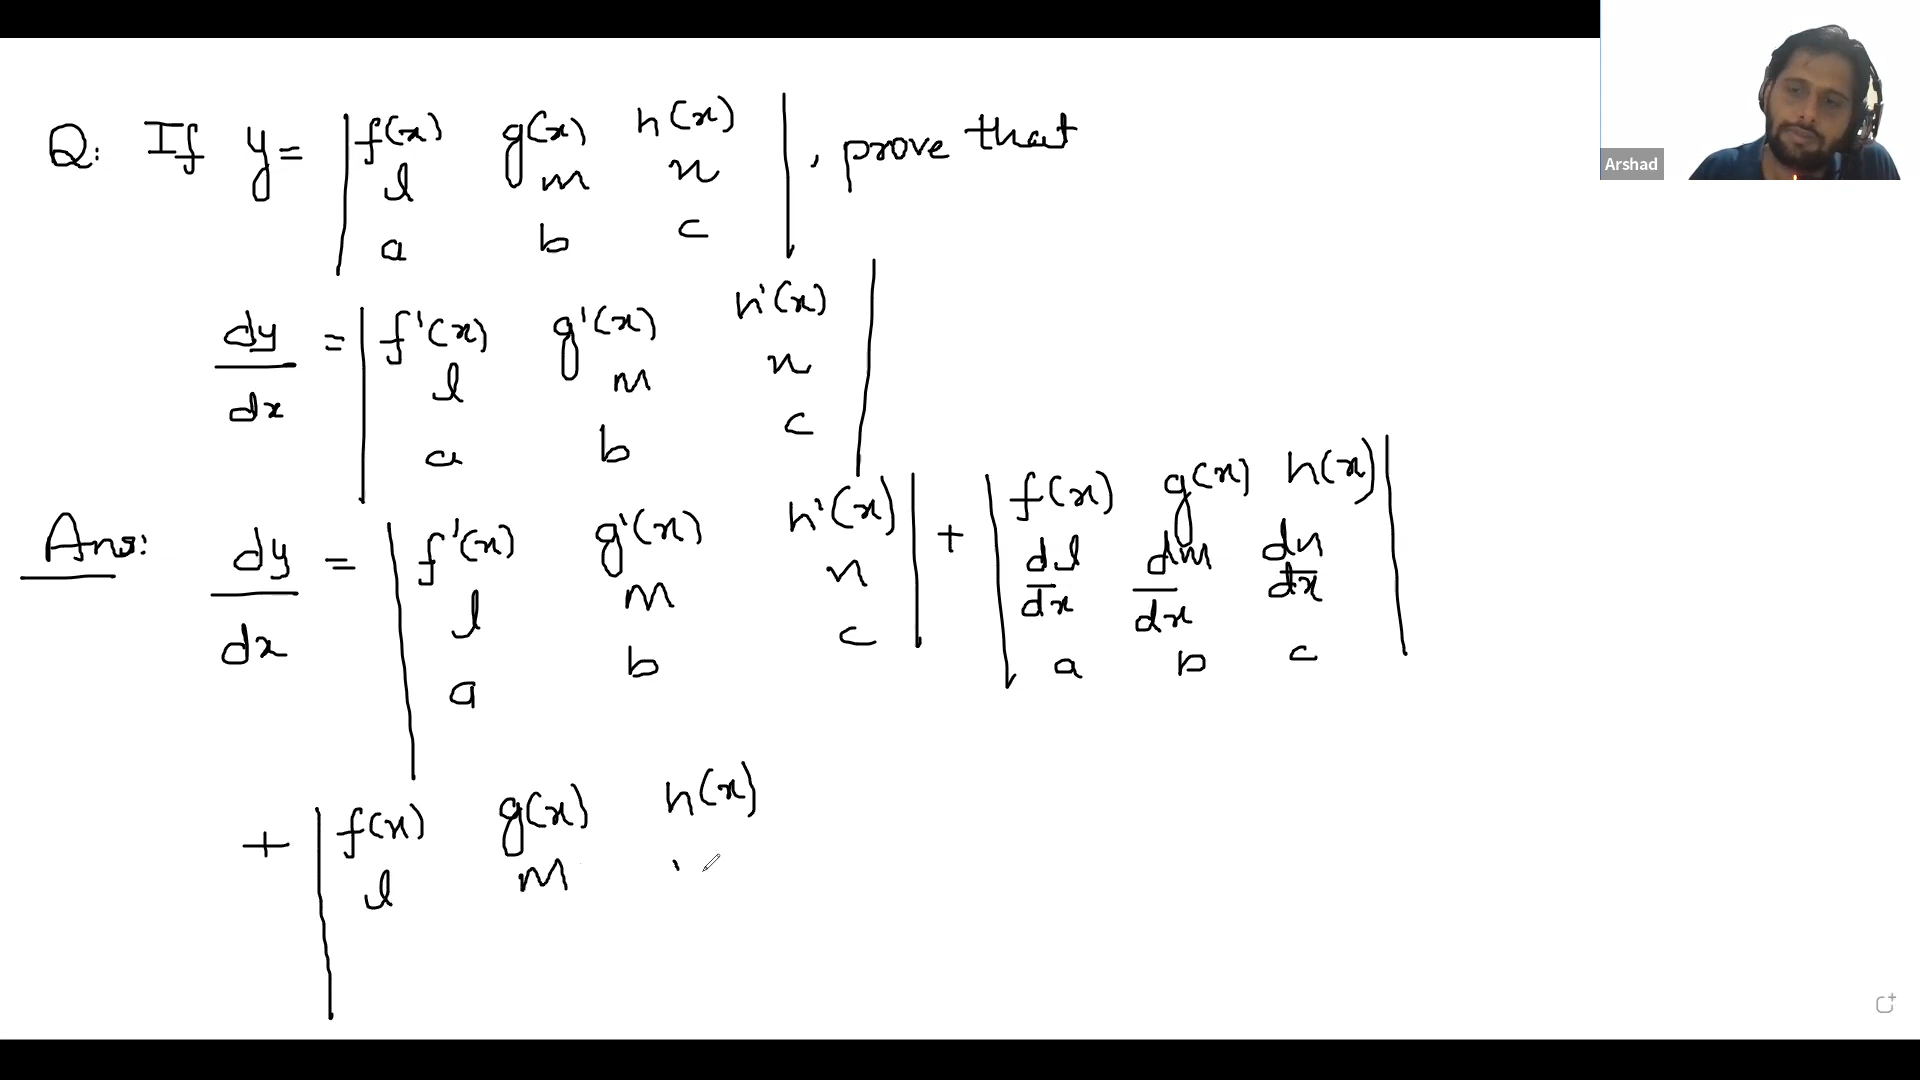 Q: If y = | f(x) g(x) h(x) | , prove that
l m n
a b c
dy/dx = | f'(x) g'(x) h'(x) |
l m n
a b c
Ans: dy/dx = | f'(x) g'(x) h'(x) | + | f(x) g(x) h(x) |
l m n dl/dx dm/dx dn/dx
a b c a b c
+ | f(x) g(x) h(x)
l m
Arshad